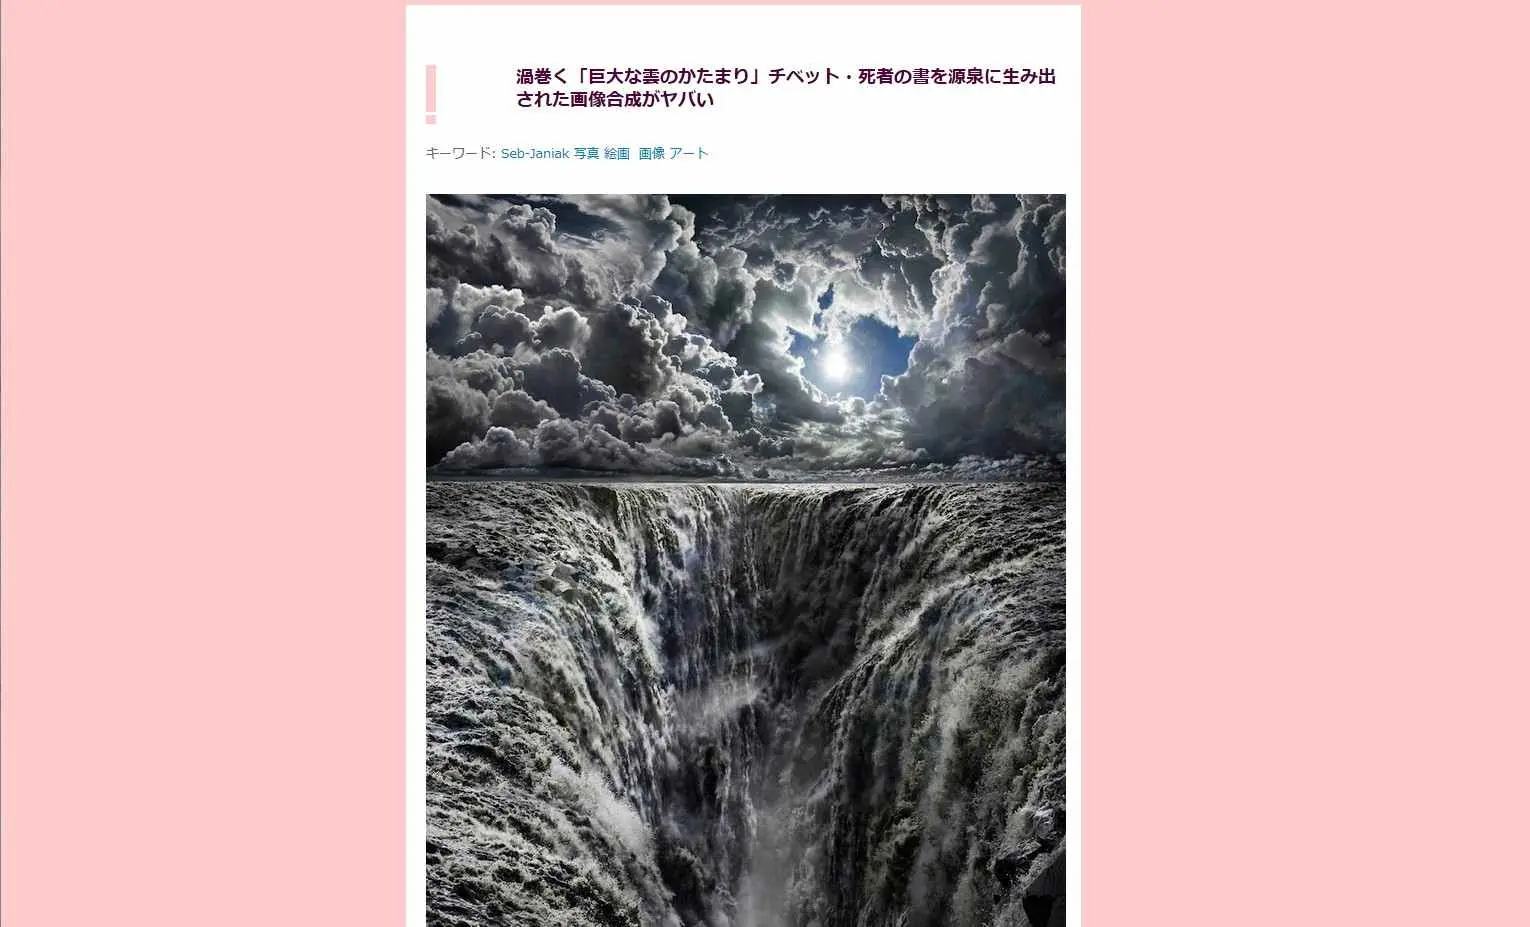 渦巻く「巨大な雲のかたまり」チベット・死者の書を源泉に生み出
された画像合成がヤバい
キーワード: Seb-Janiak 写真 絵画 画像 アート